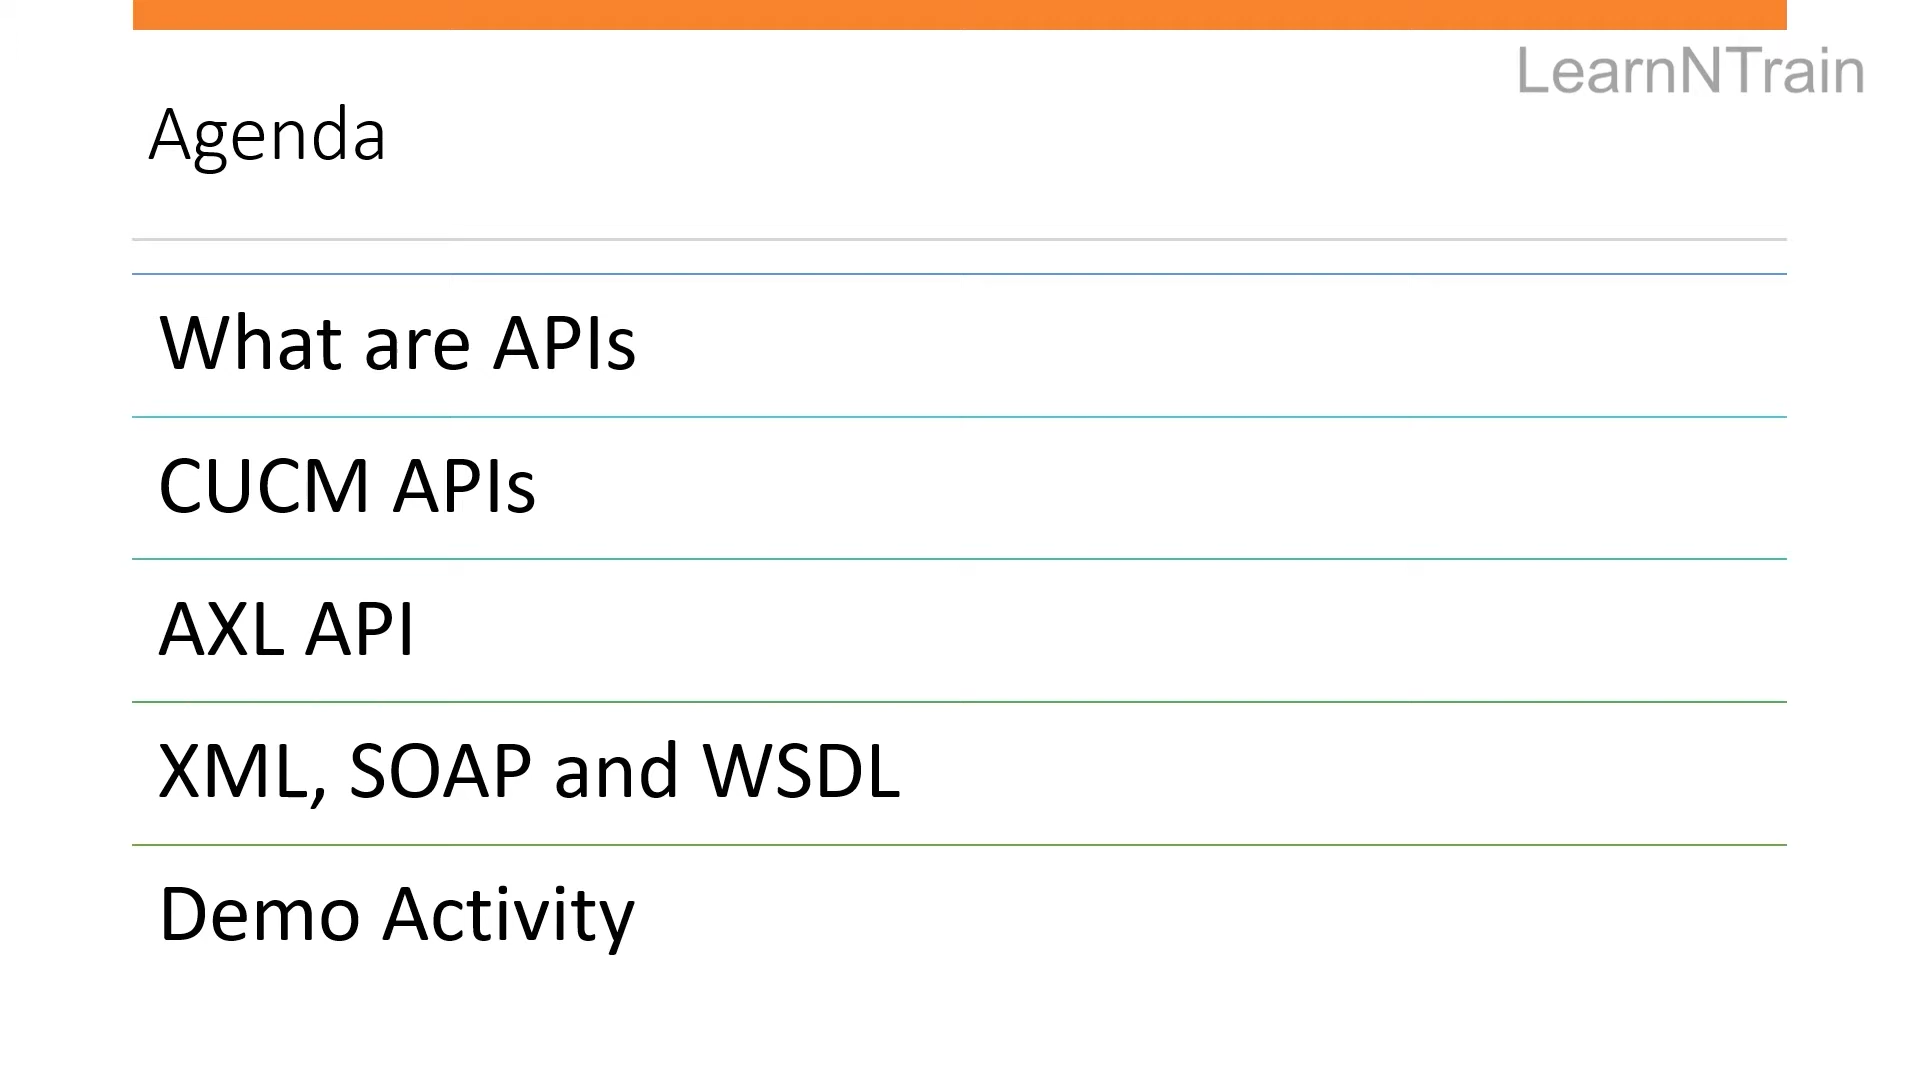 LearnNTrain
Agenda
What are APIs
CUCM APIs
AXL API
XML, SOAP and WSDL
Demo Activity